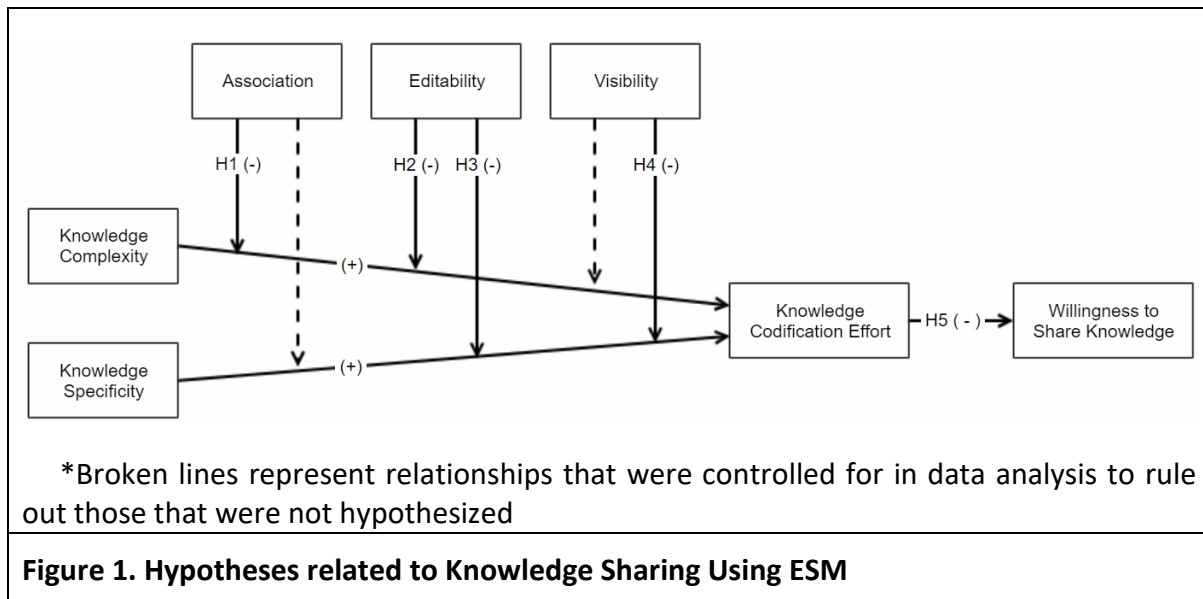 Association
Editability
Visibility
H1 (-)
H2 (-)
H3 (-)
H4 (-)
Knowledge
Complexity
(+)
Knowledge
Codification Effort
H5 ( - )
Willingness to
Share Knowledge
Knowledge
Specificity
(+)
*Broken lines represent relationships that were controlled for in data analysis to rule
out those that were not hypothesized
Figure 1. Hypotheses related to Knowledge Sharing Using ESM